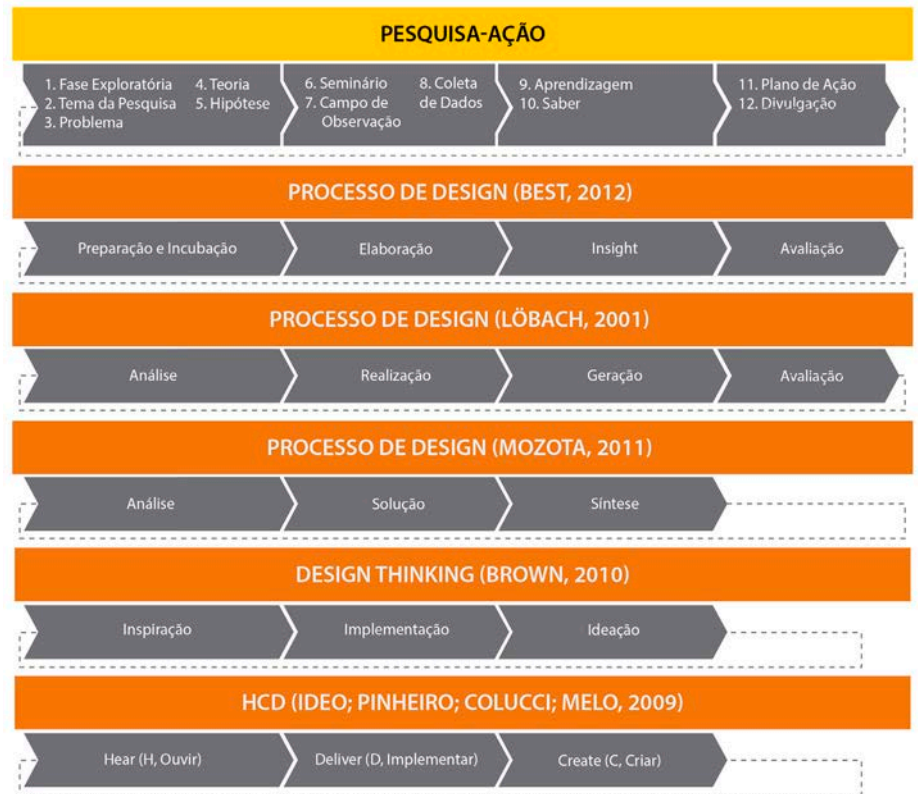 PESQUISA-AÇÃO
1. Fase Exploratória
2. Tema da Pesquisa
3. Problema
4. Teoria
5. Hipótese
6. Seminário
7. Campo de
Observação
8. Coleta
de Dados
9. Aprendizagem
10. Saber
11. Plano de Ação
12. Divulgação
PROCESSO DE DESIGN (BEST, 2012)
Preparação e Incubação
Elaboração
Insight
Avaliação
PROCESSO DE DESIGN (LÖBACH, 2001)
Análise
Realização
Geração
Avaliação
PROCESSO DE DESIGN (MOZOTA, 2011)
Análise
Solução
Síntese
DESIGN THINKING (BROWN, 2010)
Inspiração
Implementação
Ideação
HCD (IDEO; PINHEIRO; COLUCCI; MELO, 2009)
Hear (H, Ouvir)
Deliver (D, Implementar)
Create (C, Criar)